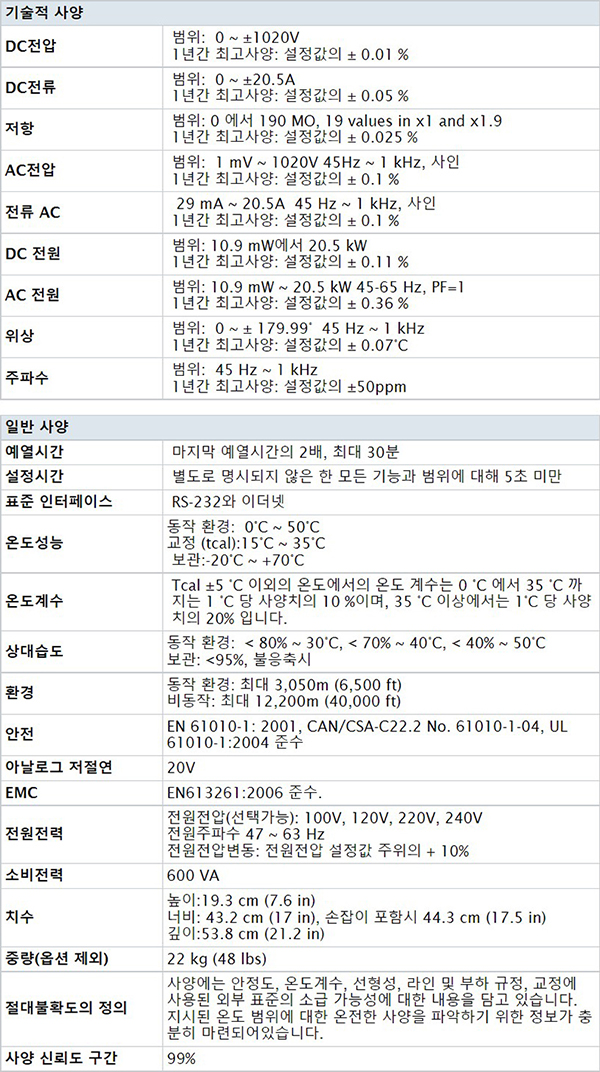 기술적 사양
DC전압
범위:  0 ~ ±1020V
1년간 최고사양: 설정값의 ± 0.01 %
DC전류
범위:  0 ~ ±20.5A
1년간 최고사양: 설정값의 ± 0.05 %
저항
범위: 0 에서 190 MO, 19 values in x1 and x1.9
1년간 최고사양: 설정값의 ± 0.025 %
AC전압
범위:  1 mV ~ 1020V 45Hz ~ 1 kHz, 사인
1년간 최고사양: 설정값의 ± 0.1 %
전류 AC
29 mA ~ 20.5A  45 Hz ~ 1 kHz, 사인
1년간 최고사양: 설정값의 ± 0.1 %
DC 전원
범위: 10.9 mW에서 20.5 kW
1년간 최고사양: 설정값의 ± 0.11 %
AC 전원
범위: 10.9 mW ~ 20.5 kW 45-65 Hz, PF=1
1년간 최고사양: 설정값의 ± 0.36 %
위상
범위:  0 ~ ± 179.99˚  45 Hz ~ 1 kHz
1년간 최고사양: 설정값의 ± 0.07˚C
주파수
범위:  45 Hz ~ 1 kHz
1년간 최고사양: 설정값의 ±50ppm
일반 사양
예열시간
마지막 예열시간의 2배, 최대 30분
설정시간
별도로 명시되지 않은 한 모든 기능과 범위에 대해 5초 미만
표준 인터페이스
RS-232와 이더넷
온도성능
동작 환경:  0˚C ~ 50˚C
교정 (tcal):15˚C ~ 35˚C
보관:-20˚C ~ +70˚C
온도계수
Tcal ±5 ˚C 이외의 온도에서의 온도 계수는 0 ˚C 에서 35 ˚C 까
지는 1 ˚C 당 사양치의 10 %이며, 35 ˚C 이상에서는 1˚C 당 사양
치의 20% 입니다.
상대습도
동작 환경:  < 80% ~ 30˚C, < 70% ~ 40˚C, < 40% ~ 50˚C
보관: <95%, 불응축시
환경
동작 환경: 최대 3,050m (6,500 ft)
비동작: 최대 12,200m (40,000 ft)
안전
EN 61010-1: 2001, CAN/CSA-C22.2 No. 61010-1-04, UL
61010-1:2004 준수
아날로그 저절연
20V
EMC
EN613261:2006 준수.
전원전력
전원전압(선택가능): 100V, 120V, 220V, 240V
전원주파수 47 ~ 63 Hz
전원전압변동: 전원전압 설정값 주위의 + 10%
소비전력
600 VA
치수
높이:19.3 cm (7.6 in)
너비: 43.2 cm (17 in), 손잡이 포함시 44.3 cm (17.5 in)
깊이:53.8 cm (21.2 in)
중량(옵션 제외)
22 kg (48 lbs)
절대불확도의 정의
사양에는 안정도, 온도계수, 선형성, 라인 및 부하 규정, 교정에
사용된 외부 표준의 소급 가능성에 대한 내용을 담고 있습니다.
지시된 온도 범위에 대한 온전한 사양을 파악하기 위한 정보가 충
분히 마련되어있습니다.
사양 신뢰도 구간
99%